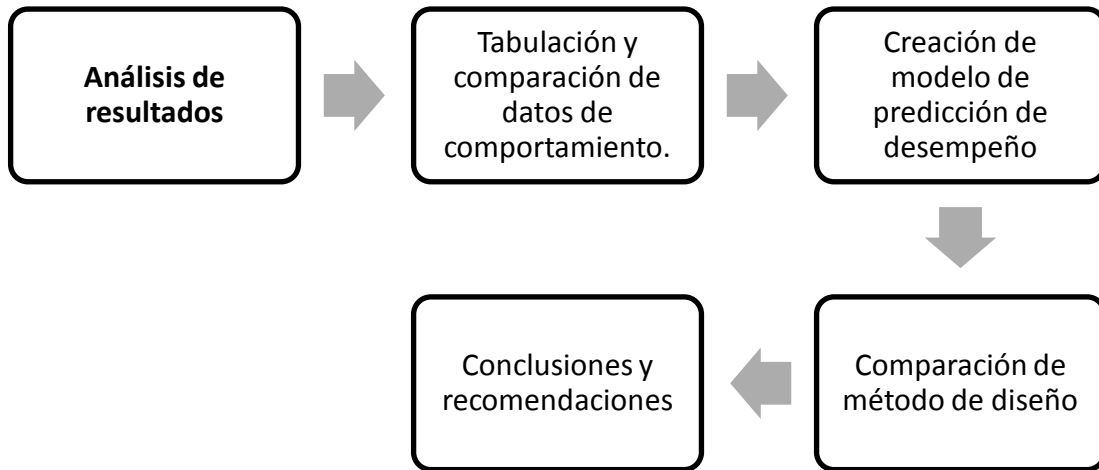 Análisis de
resultados
Tabulación y
comparación de
datos de
comportamiento.
Creación de
modelo de
predicción de
desempeño
Comparación de
método de diseño
Conclusiones y
recomendaciones